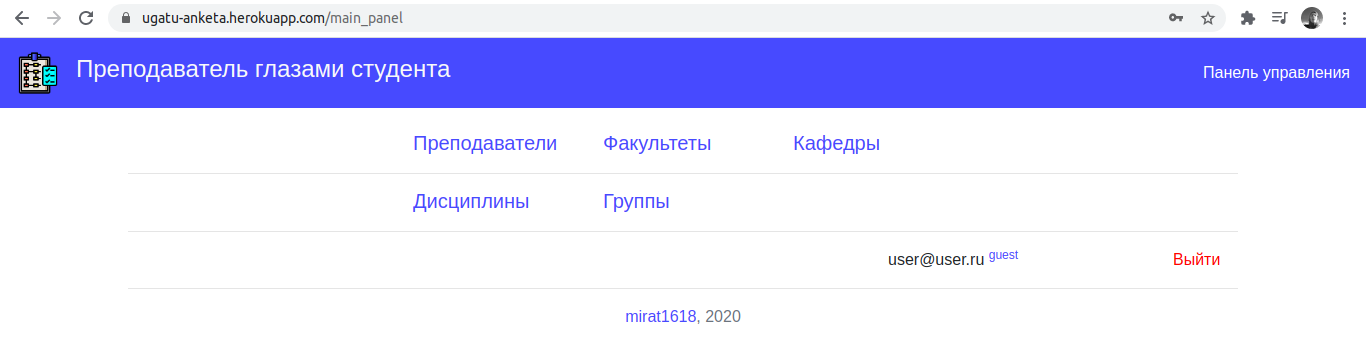 ugatu-anketa.herokuapp.com/main_panel
Преподаватель глазами студента
Панель управления
Преподаватели Факультеты Кафедры
Дисциплины Группы
user@user.ru guest Выйти
mirat1618, 2020